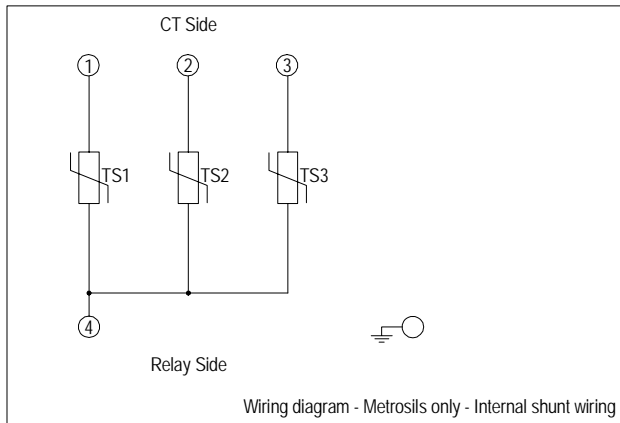 CT Side
1 2 3
TS1 TS2 TS3
4
Relay Side
Wiring diagram - Metrosils only - Internal shunt wiring